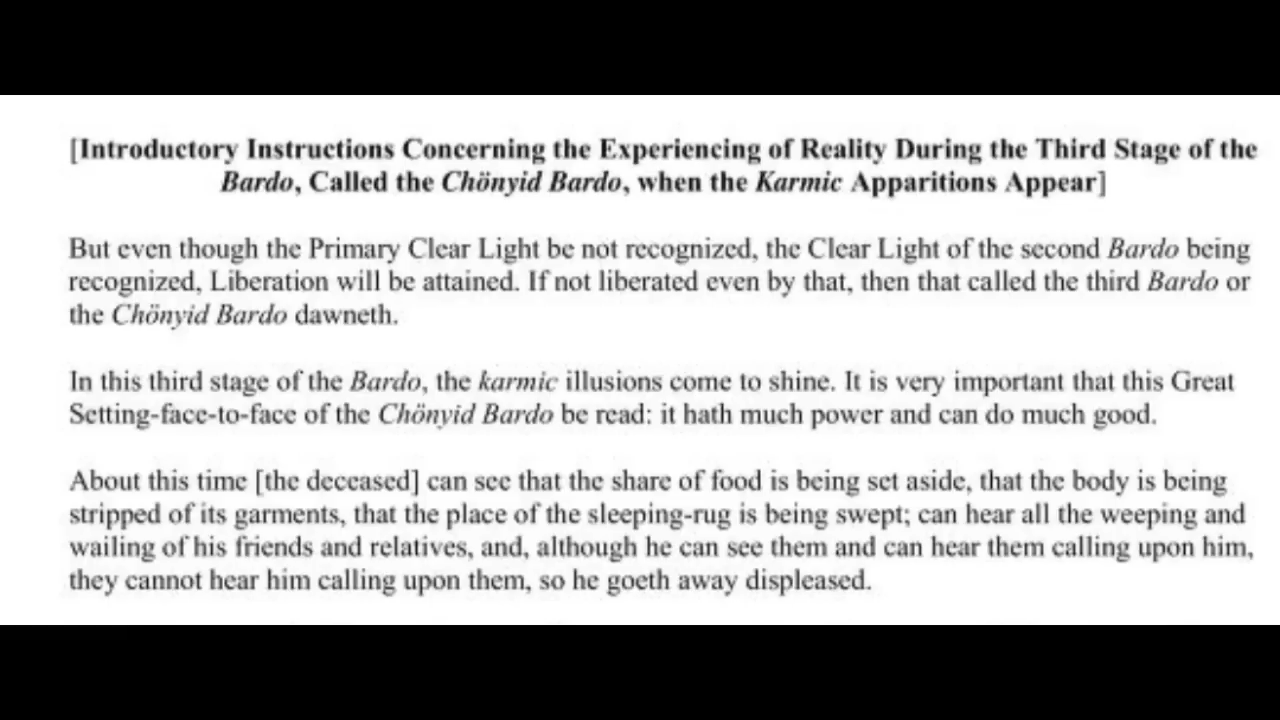 [Introductory Instructions Concerning the Experiencing of Reality During the Third Stage of the
Bardo, Called the Chönyid Bardo, when the Karmic Apparitions Appear]
But even though the Primary Clear Light be not recognized, the Clear Light of the second Bardo being
recognized, Liberation will be attained. If not liberated even by that, then that called the third Bardo or
the Chönyid Bardo dawneth.
In this third stage of the Bardo, the karmic illusions come to shine. It is very important that this Great
Setting-face-to-face of the Chönyid Bardo be read: it hath much power and can do much good.
About this time [the deceased] can see that the share of food is being set aside, that the body is being
stripped of its garments, that the place of the sleeping-rug is being swept; can hear all the weeping and
wailing of his friends and relatives, and, although he can see them and can hear them calling upon him,
they cannot hear him calling upon them, so he goeth away displeased.